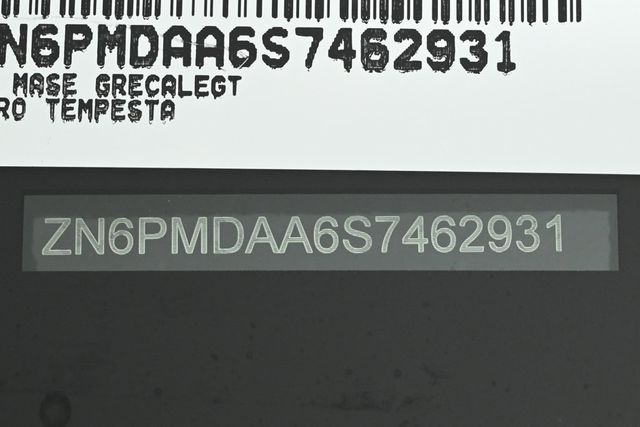 N6PMDAA6S7462931
MASE GRECALEGT
RO TEMPESTA
ZN6PMDAA6S7462931